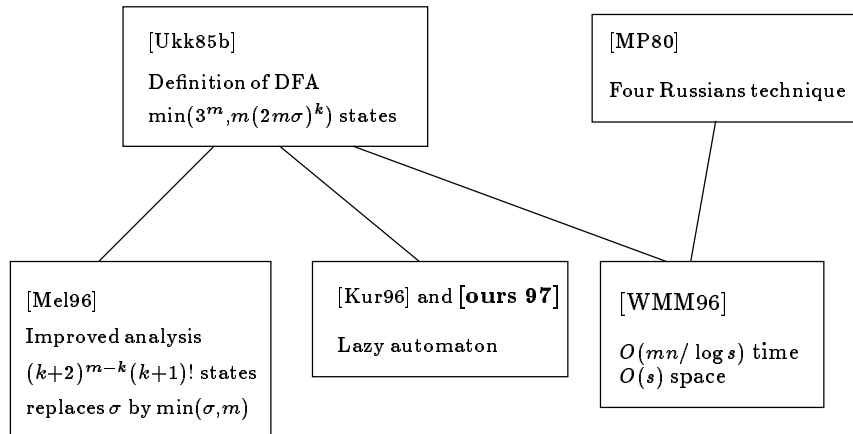 [Ukk85b]
Definition of DFA
min(3^m,m(2mσ)^k) states
[MP80]
Four Russians technique
[Mel96]
Improved analysis
(k+2)^{m−k}(k+1)! states
replaces σ by min(σ,m)
[Kur96] and [ours 97]
Lazy automaton
[WMM96]
O(mn/ log s) time
O(s) space